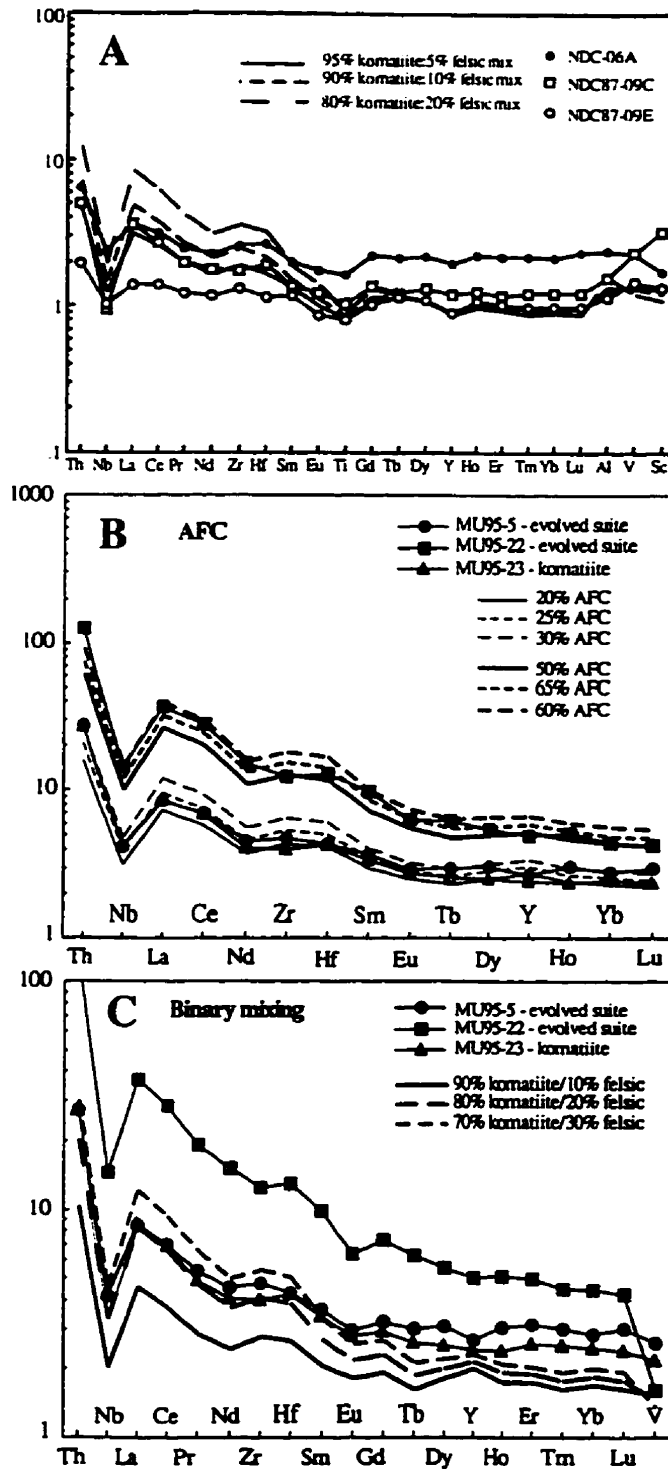 A
10
10
1
.1
95% komatiite:5% felsic mix
90% komatiite:10% felsic mix
80% komatiite:20% felsic mix
NDC-06A
NDC87-09C
NDC87-09E
Th Nb La Ce Pr Nd Zr Hf Sm Eu Ti Gd Tb Dy Y Ho Er Tm Yb Lu Al V Sc
B AFC
1000
100
10
1
MU95-5 - evolved suite
MU95-22 - evolved suite
MU95-23 - komatiite
20% AFC
25% AFC
30% AFC
50% AFC
65% AFC
60% AFC
Nb Ce Zr Sm Tb Y Yb
Th La Nd Hf Eu Dy Ho Lu
C Binary mixing
100
10
1
MU95-5 - evolved suite
MU95-22 - evolved suite
MU95-23 - komatiite
90% komatiite/10% felsic
80% komatiite/20% felsic
70% komatiite/30% felsic
Nb Ce Nd Hf Eu Tb Y Er Yb V
Th La Pr Zr Sm Gd Dy Ho Tm Lu